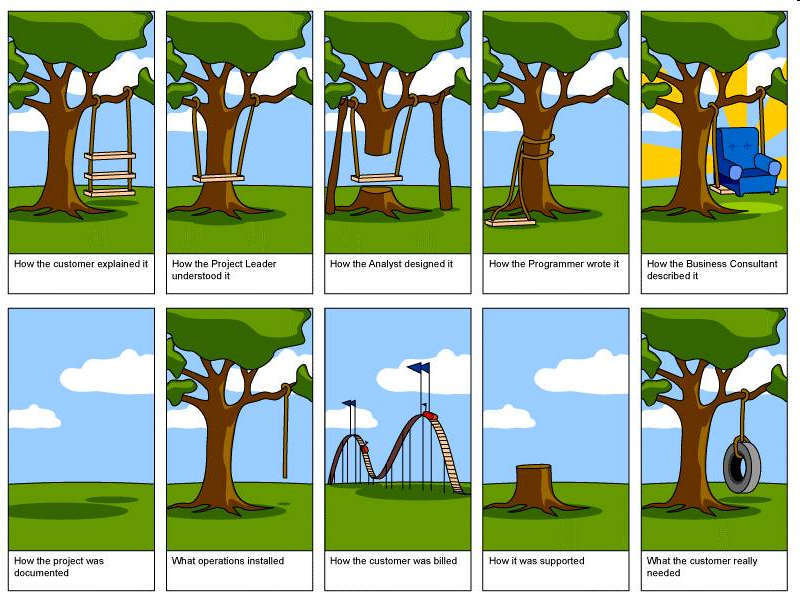 How the customer explained it
How the Project Leader
understood it
How the Analyst designed it
How the Programmer wrote it
How the Business Consultant
described it
How the project was
documented
What operations installed
How the customer was billed
How it was supported
What the customer really
needed